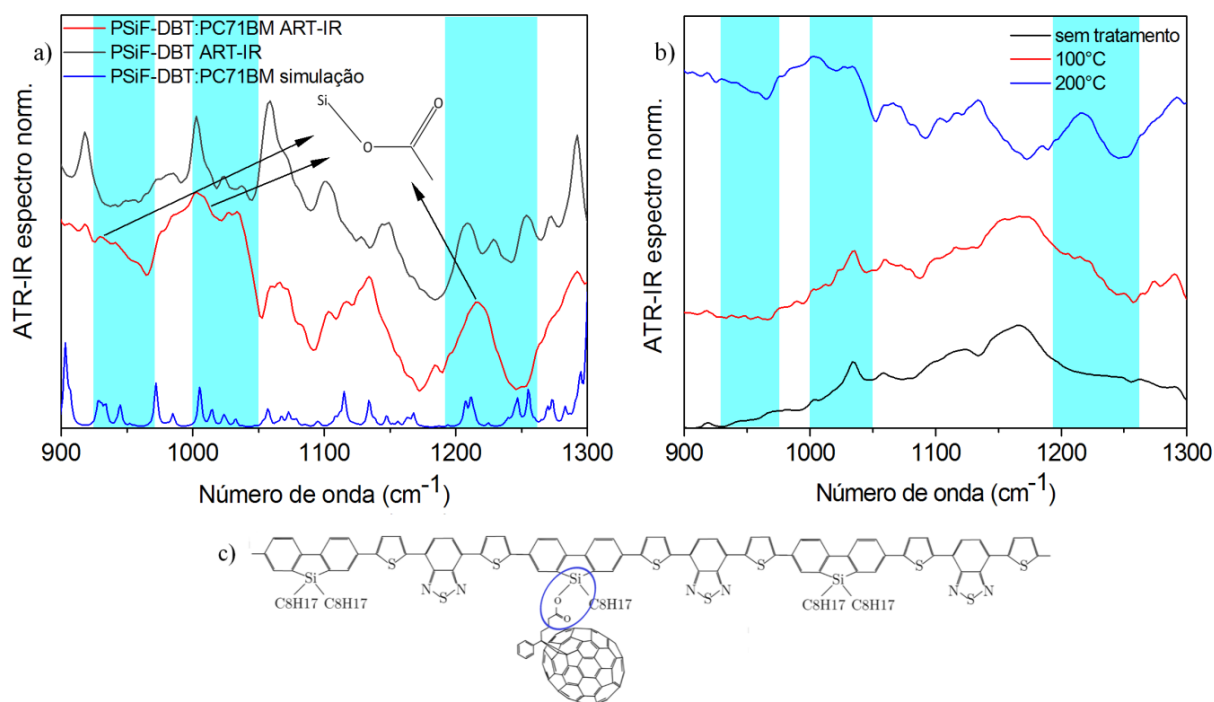 a)
PSiF-DBT:PC71BM ART-IR
PSiF-DBT ART-IR
PSiF-DBT:PC71BM simulação
Si
O
O
ATR-IR espectro norm.
900 1000 1100 1200 1300
Número de onda (cm-1)
b)
sem tratamento
100°C
200°C
ATR-IR espectro norm.
900 1000 1100 1200 1300
Número de onda (cm-1)
c)
S S S S S S
Si Si Si
N N N N N N
S S S
O
O
C8H17 C8H17 C8H17 C8H17 C8H17